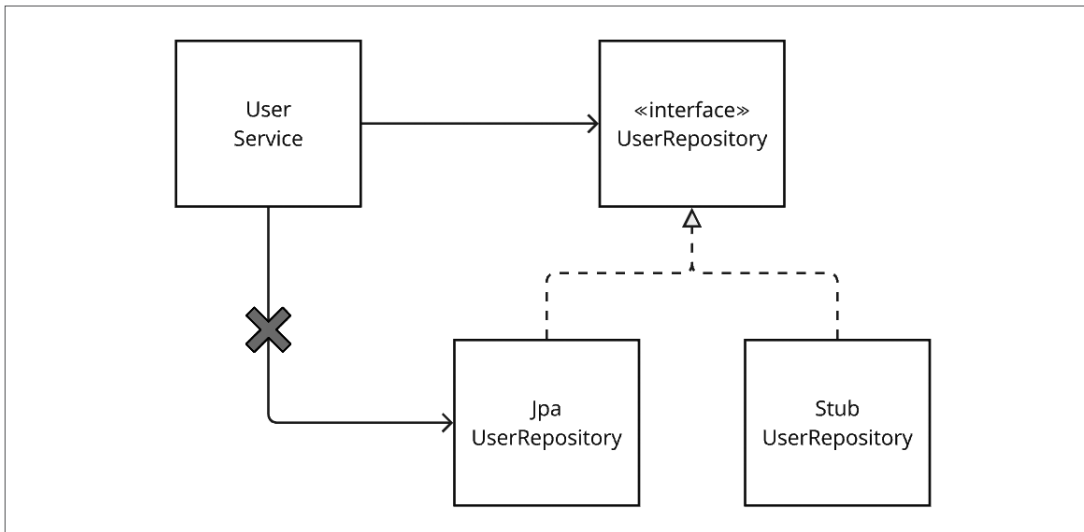 User
Service
≪interface≫
UserRepository
Jpa
UserRepository
Stub
UserRepository